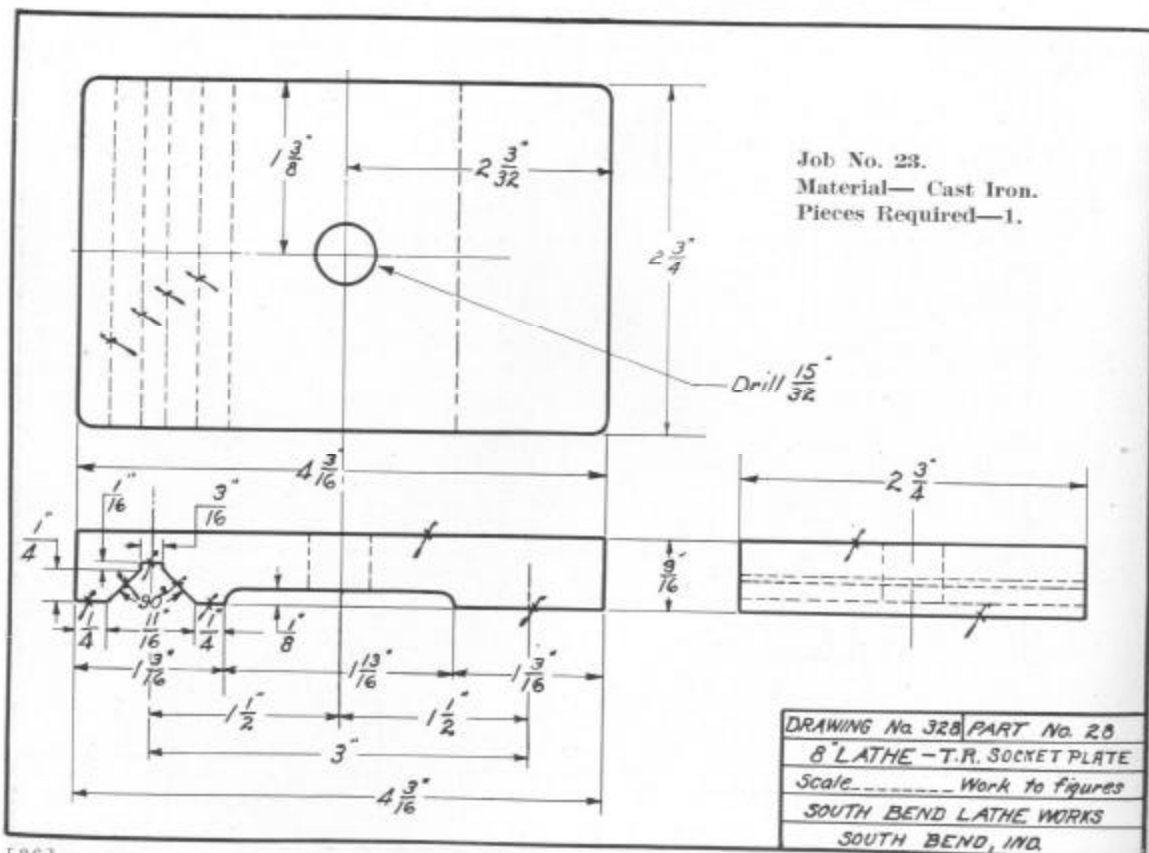 1 3/8"
2 3/32"
Job No. 28.
Material— Cast Iron.
Pieces Required—1.
2 3/4"
Drill 15/32"
4 3/16"
1/16"
3/16"
2 3/4"
1/4"
9/16"
90°
1/4
11/16"
1/4"
1/8"
1 3/16"
1 13/16"
1 3/16"
1 1/2"
1 1/2"
3"
4 3/16"
DRAWING No. 328 PART No. 28
8" LATHE - T.R. SOCKET PLATE
Scale________ Work to figures
SOUTH BEND LATHE WORKS
SOUTH BEND, IND.